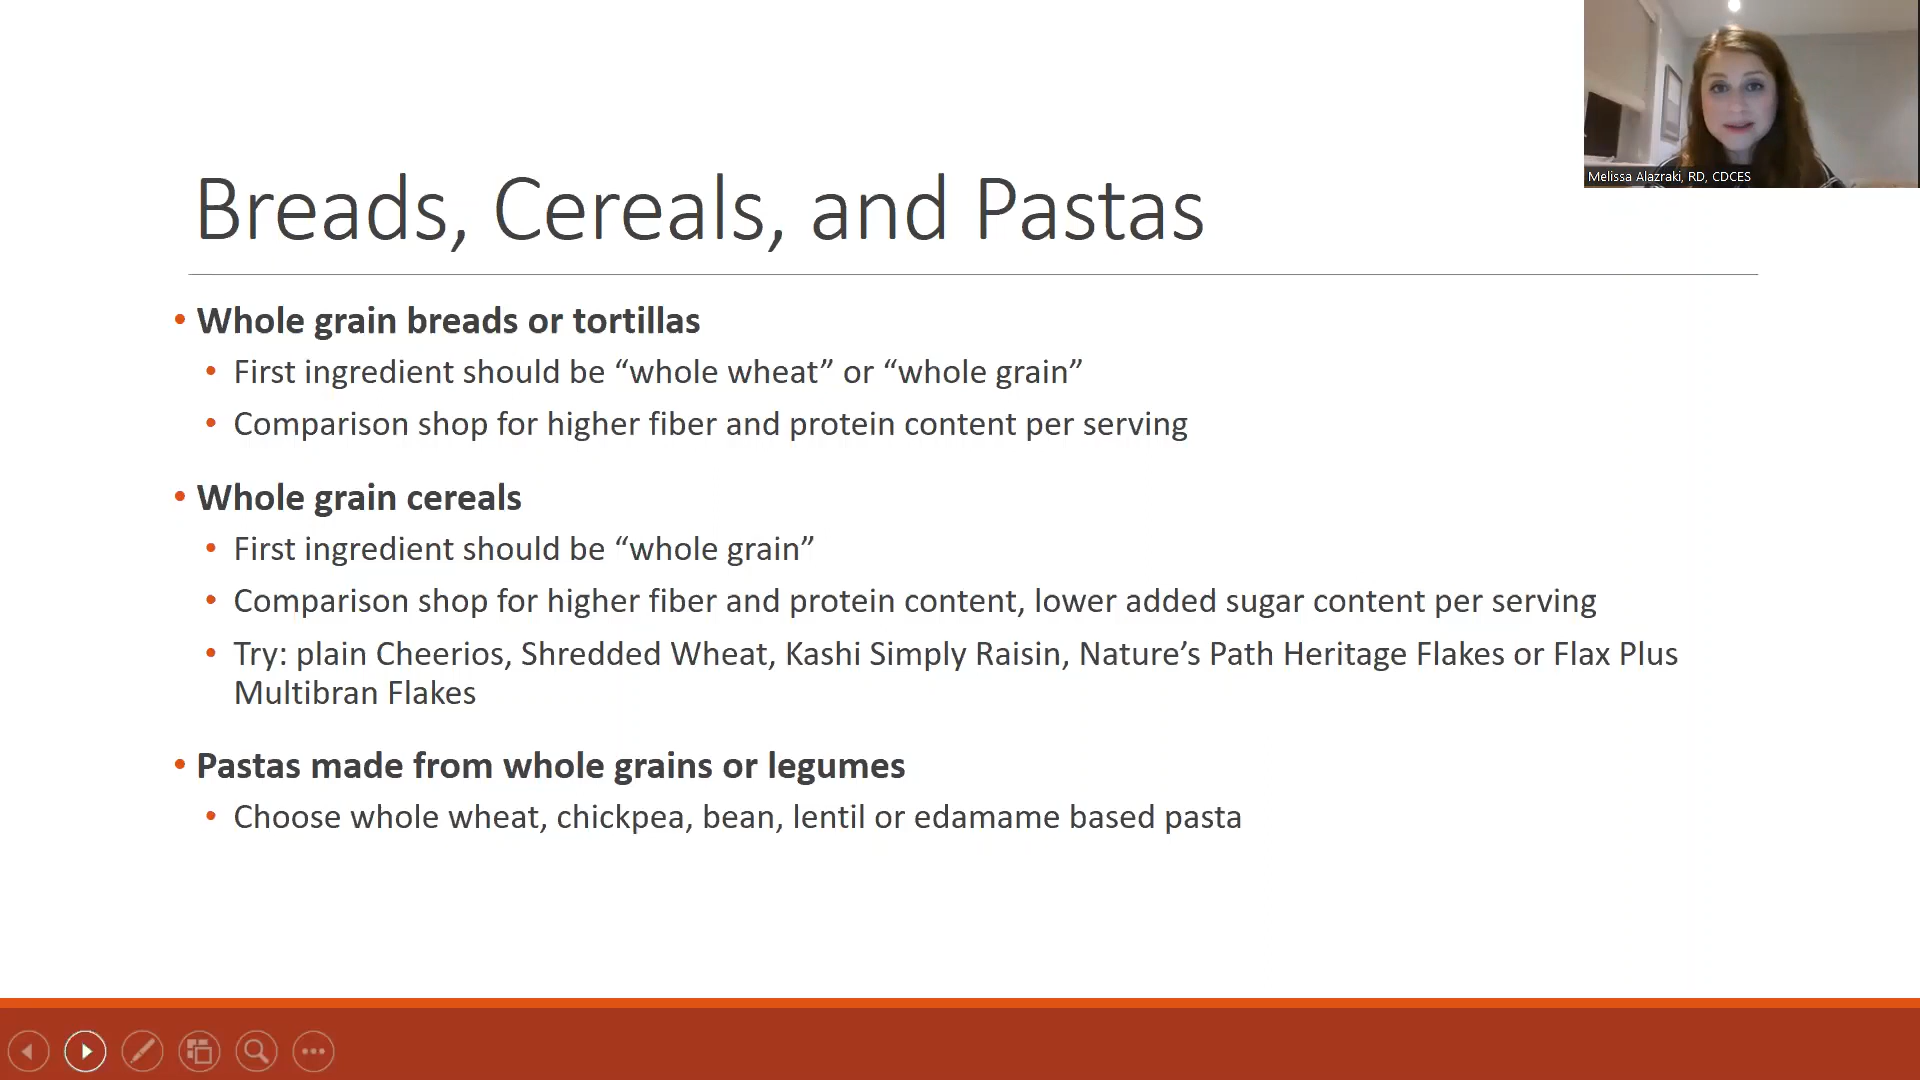 Melissa Alazraki, RD, CDCES
Breads, Cereals, and Pastas
• Whole grain breads or tortillas
• First ingredient should be “whole wheat” or “whole grain”
• Comparison shop for higher fiber and protein content per serving
• Whole grain cereals
• First ingredient should be “whole grain”
• Comparison shop for higher fiber and protein content, lower added sugar content per serving
• Try: plain Cheerios, Shredded Wheat, Kashi Simply Raisin, Nature’s Path Heritage Flakes or Flax Plus
Multibran Flakes
• Pastas made from whole grains or legumes
• Choose whole wheat, chickpea, bean, lentil or edamame based pasta